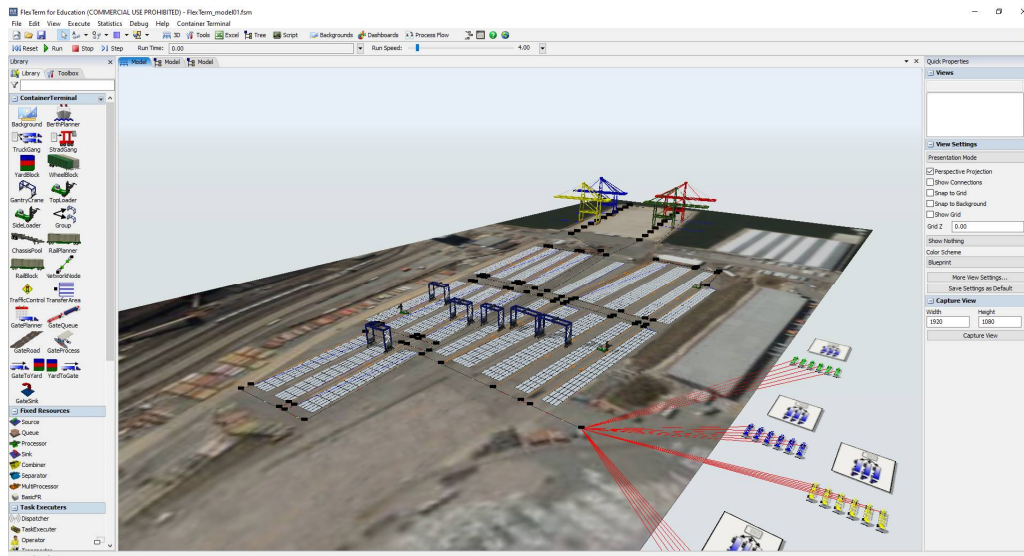 FlexTerm for Education (COMMERCIAL USE PROHIBITED) - FlexTerm_model01.fsm
File Edit View Execute Statistics Debug Help Container Terminal
3D Tools Excel Tree Script Backgrounds Dashboards Process Flow
Reset Run Stop Step Run Time: 0.00 Run Speed: 4.00
Library
Library Toolbox
ContainerTerminal
Background BerthPlanner
TruckGang StradGang
YardBlock WheelBlock
GantryCrane TopLoader
SideLoader Group
ChassisPool RailPlanner
RailBlock NetworkNode
TrafficControl TransferArea
GatePlanner GateQueue
GateRoad GateProcess
GateToYard YardToGate
GateSink
Fixed Resources
Source
Queue
Processor
Sink
Combiner
Separator
MultiProcessor
BasicFR
Task Executers
Dispatcher
TaskExecuter
Operator
Model Model Model
Quick Properties
Views
View Settings
Presentation Mode
Perspective Projection
Show Connections
Snap to Grid
Snap to Background
Show Grid
Grid Z 0.00
Show Nothing
Color Scheme
Blueprint
More View Settings...
Save Settings as Default
Capture View
Width Height
1920 1080
Capture View